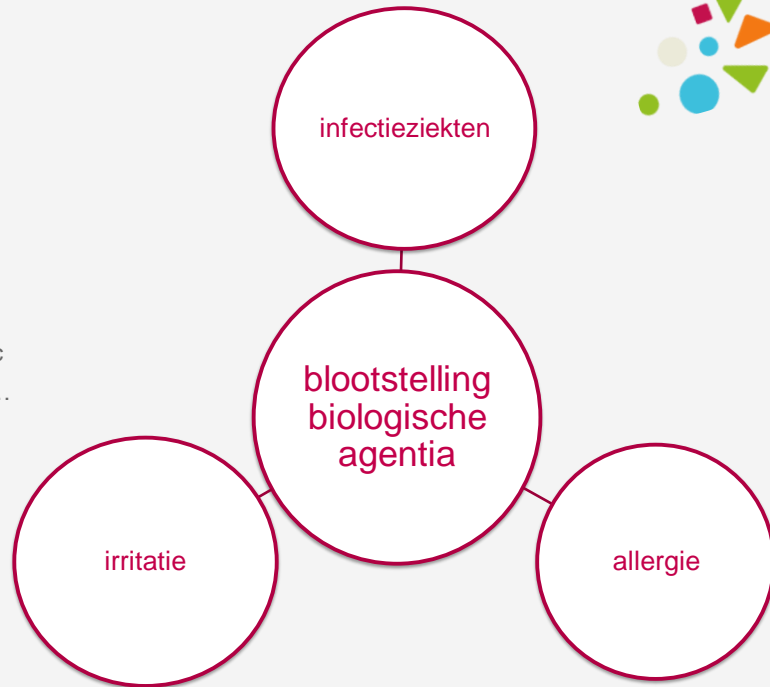 infectieziekten
blootstelling
biologische
agentia
irritatie
allergie